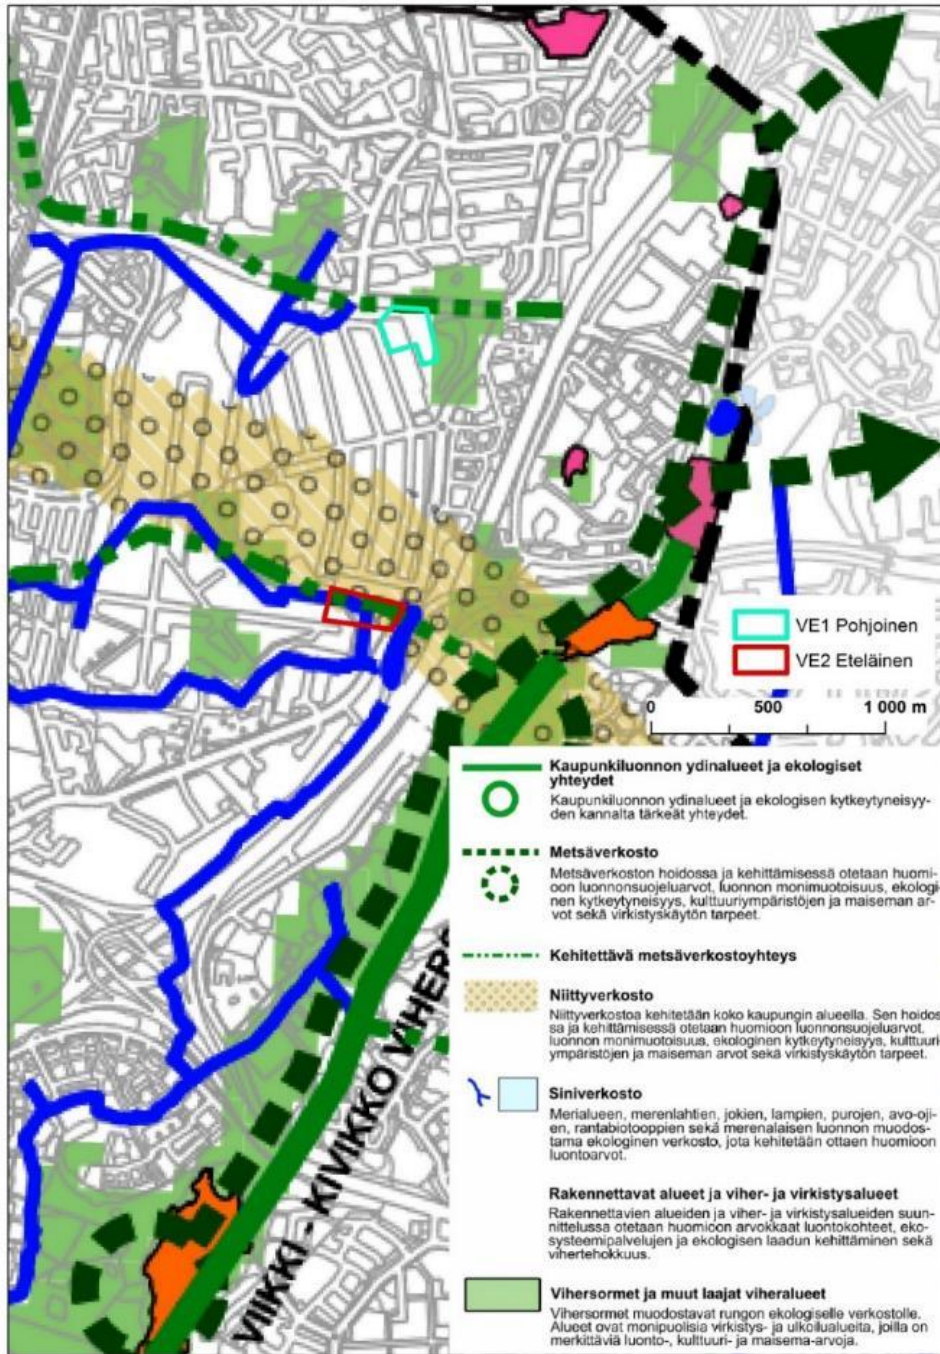 VE1 Pohjoinen
VE2 Eteläinen
0 500 1 000 m
Kaupunkiluonnon ydinalueet ja ekologiset
yhteydet
Kaupunkiluonnon ydinalueet ja ekologisen kytkeytyneisyy-
den kannalta tärkeät yhteydet.
Metsäverkosto
Metsäverkoston hoidossa ja kehittämisessä otetaan huomi-
oon luonnonsuojeluarvot, luonnon monimuotoisuus, ekologi-
nen kytkeytyneisyys, kulttuuriympäristöjen ja maiseman ar-
vot sekä virkistyskäytön tarpeet.
Kehitettävä metsäverkostoyhteys
Niittyverkosto
Niittyverkostoa kehitetään koko kaupungin alueella. Sen hoidos-
sa ja kehittämisessä otetaan huomioon luonnonsuojeluarvot,
luonnon monimuotoisuus, ekologinen kytkeytyneisyys, kulttuuri-
ympäristöjen ja maiseman arvot sekä virkistyskäytön tarpeet.
Siniverkosto
Merialueen, merenlahtien, jokien, lampien, purojen, avo-oji-
en, rantabiotooppien sekä merenalaisen luonnon muodos-
tama ekologinen verkosto, jota kehitetään ottaen huomioon
luontoarvot.
Rakennettavat alueet ja viher- ja virkistysalueet
Rakennettavien alueiden ja viher- ja virkistysalueiden suun-
nittelussa otetaan huomioon arvokkaat luontokohteet, eko-
systeemipalvelujen ja ekologisen laadun kehittäminen sekä
vihertehokkuus.
Vihersormet ja muut laajat viheralueet
Vihersormet muodostavat rungon ekologiselle verkostolle.
Alueet ovat monipuolisia virkistys- ja ulkoilualueita, joilla on
merkittäviä luonto-, kulttuuri- ja maisema-arvoja.
VIIKKI - KIVIKKO VIHERS